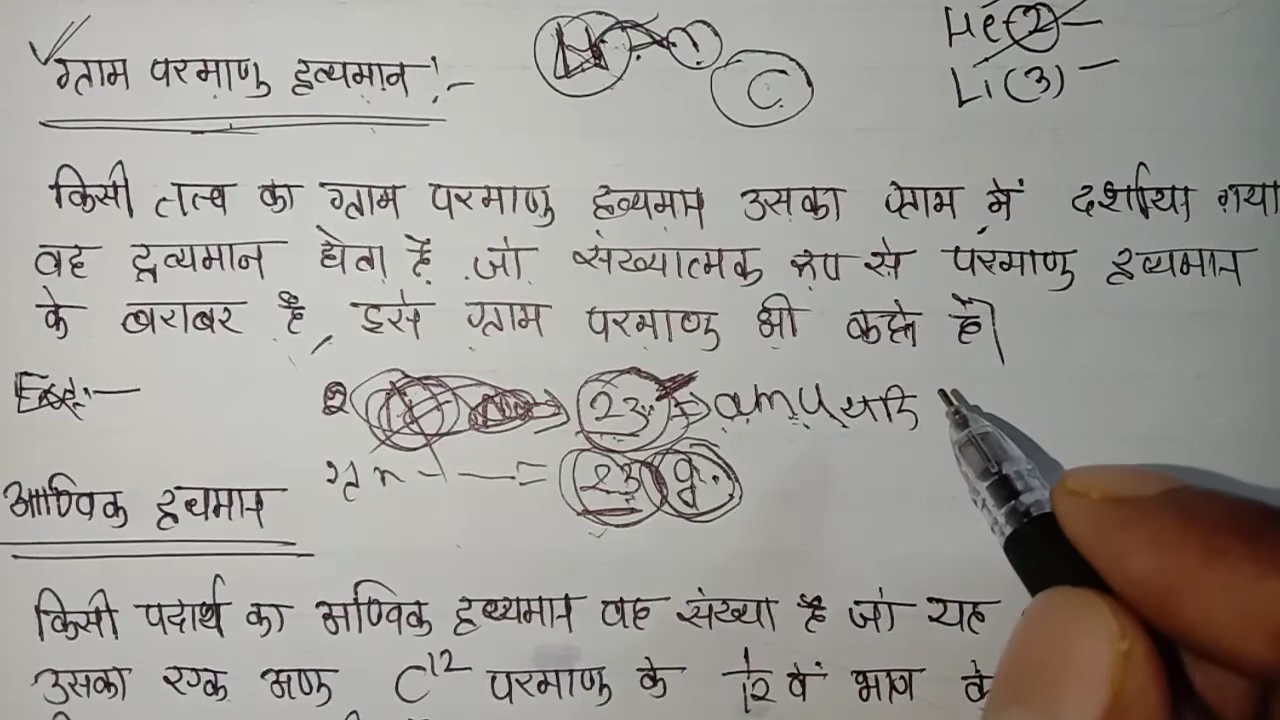 ग्राम परमाणु द्रव्यमान :-
H C
He (2) -
Li (3) -
किसी तत्व का ग्राम परमाणु द्रव्यमान उसका ग्राम में दर्शाया गया
वह द्रव्यमान होता है जो संख्यात्मक रूप से परमाणु द्रव्यमान
के बराबर है, इसे ग्राम परमाणु भी कहते हैं।
Ex:- 23 amu यदि
= 23 g.
आण्विक द्रव्यमान
किसी पदार्थ का अण्विक द्रव्यमान वह संख्या है जो यह
उसका एक अणु C12 परमाणु के 1/12 वें भाग के